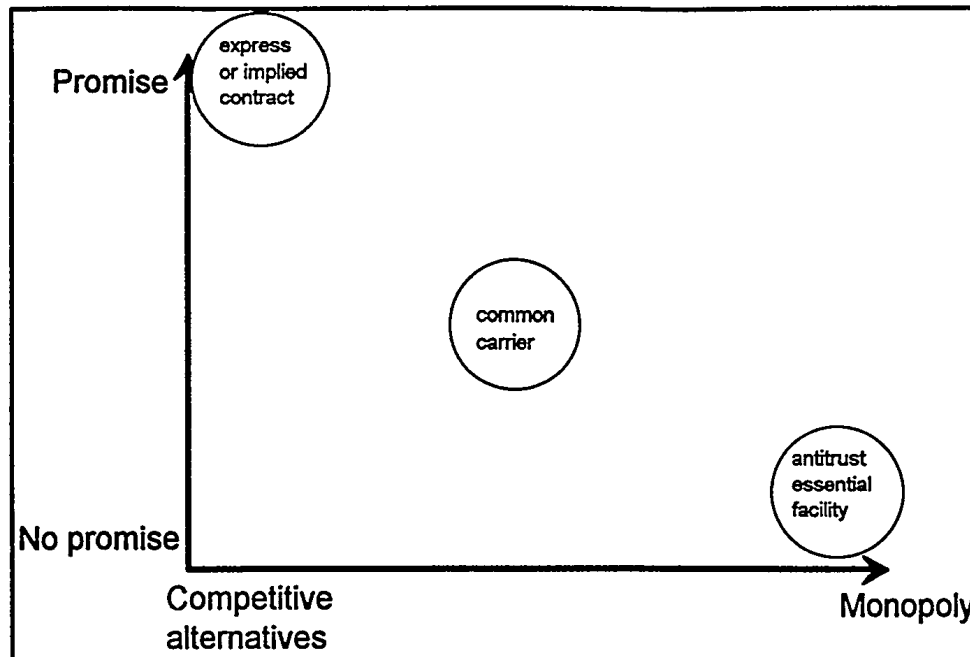 express
or implied
contract
Promise
common
carrier
antitrust
essential
facility
No promise
Competitive
alternatives
Monopoly